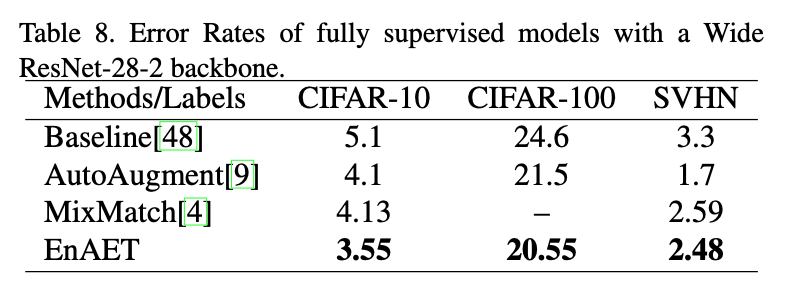 Table 8. Error Rates of fully supervised models with a Wide
ResNet-28-2 backbone.
Methods/Labels CIFAR-10 CIFAR-100 SVHN
Baseline[48] 5.1 24.6 3.3
AutoAugment[9] 4.1 21.5 1.7
MixMatch[4] 4.13 – 2.59
EnAET 3.55 20.55 2.48